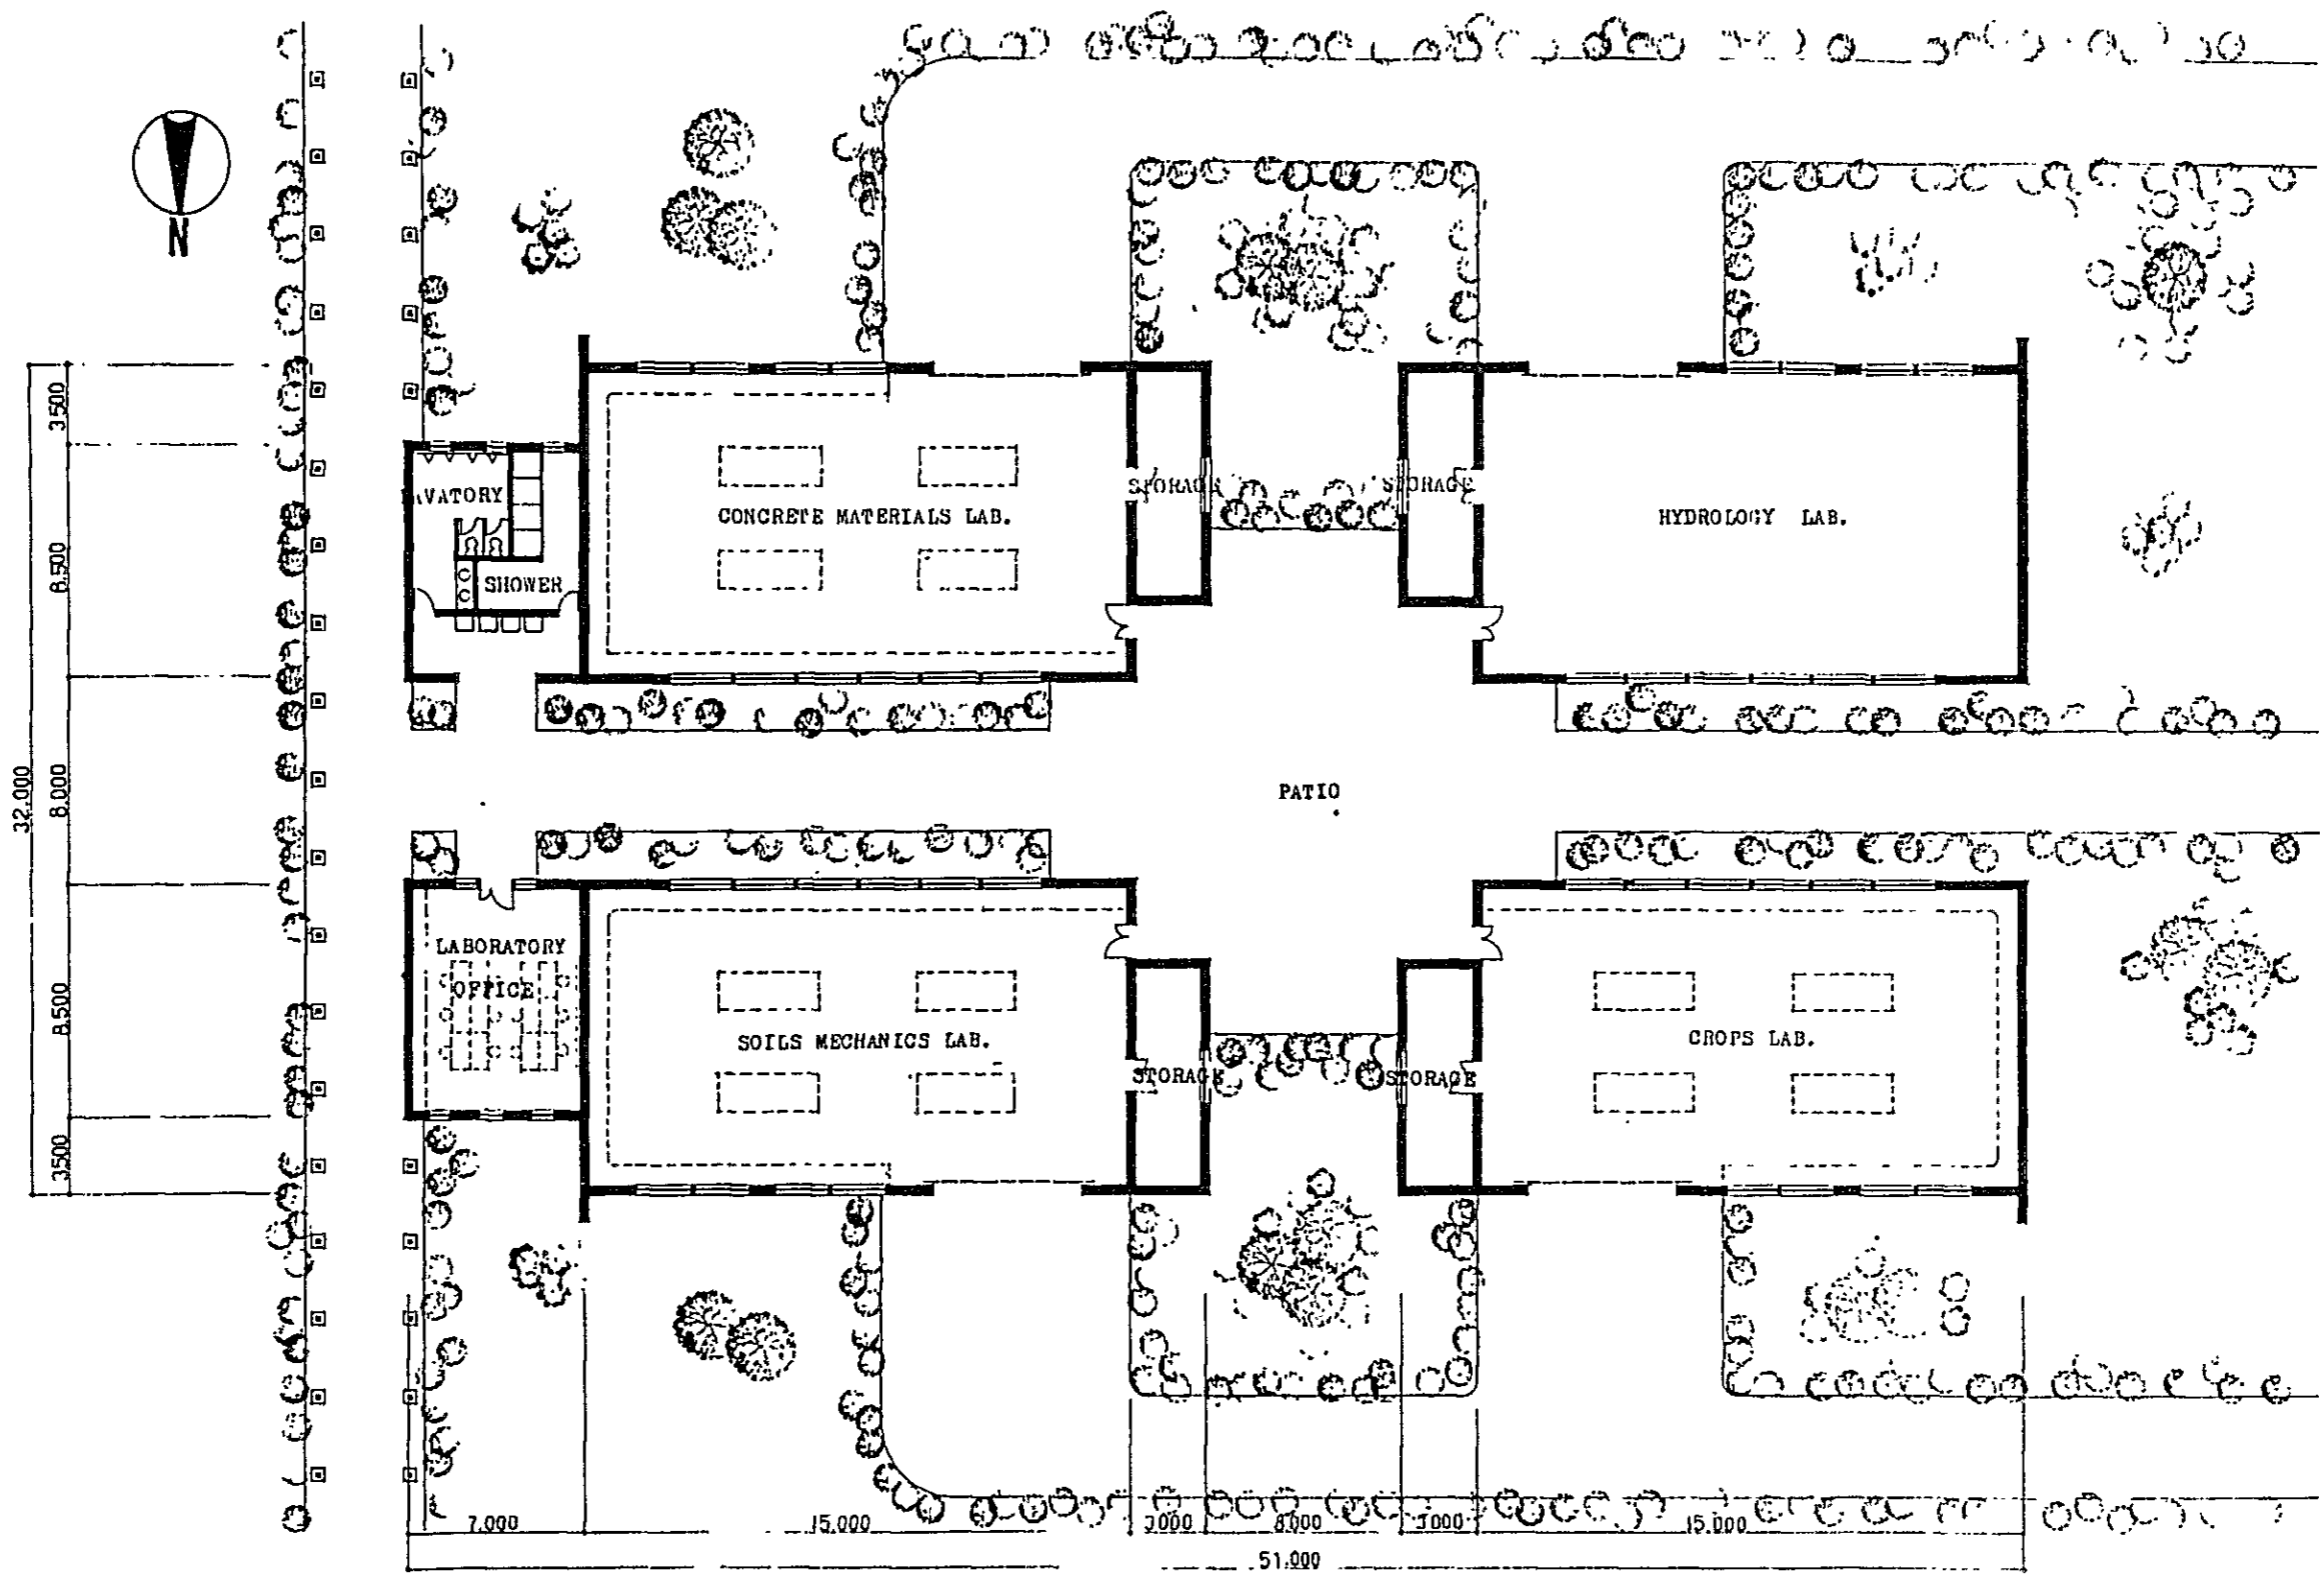 N
3500
AVATORY
STORAG
STORAGE
CONCRETE MATERIALS LAB.
HYDROLOGY LAB.
8.500
SHOWER
32.000
8.000
PATIO
LABORATORY
OFFICE
8.500
SOILS MECHANICS LAB.
CROPS LAB.
STORAGE
STORAGE
3500
7.000
15.000
3000
8.000
3000
15.000
51.000